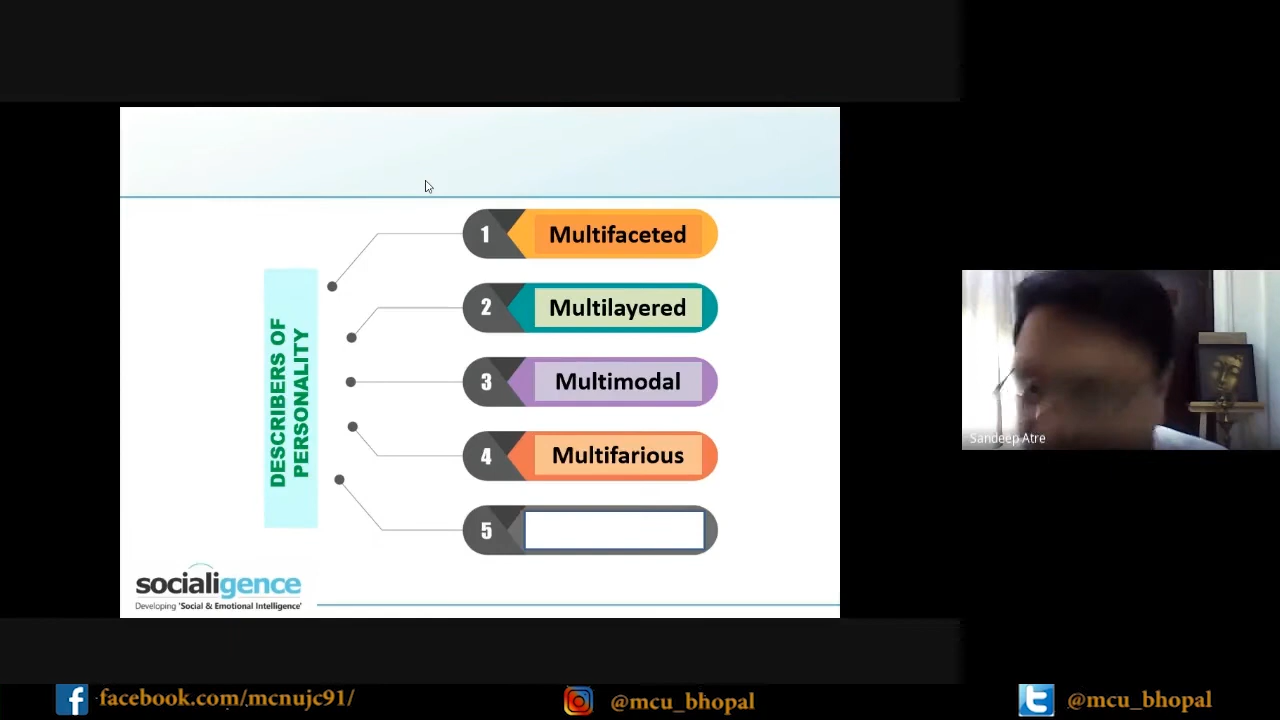 1 Multifaceted
2 Multilayered
3 Multimodal
4 Multifarious
5
DESCRIBERS OF
PERSONALITY
socialigence
Developing 'Social & Emotional Intelligence'
Sandeep Atre
facebook.com/mcnujc91/
@mcu_bhopal
@mcu_bhopal